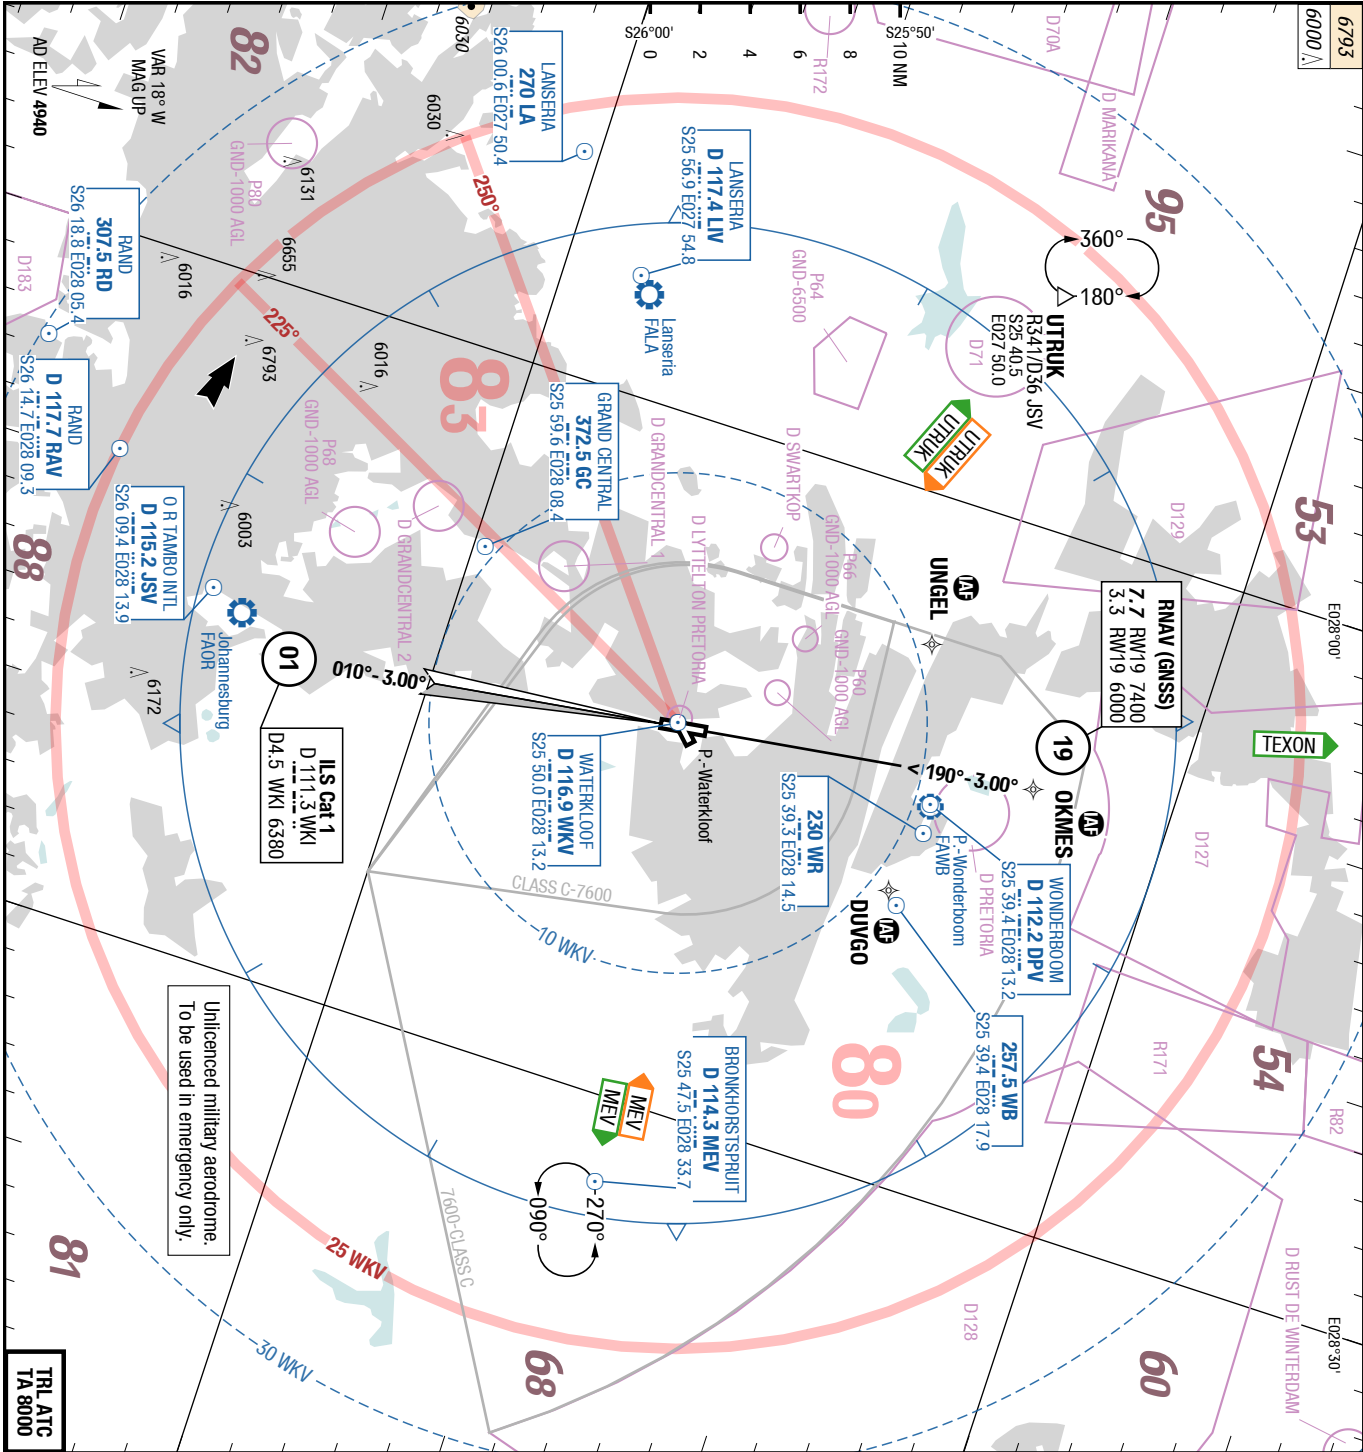 6793
6000
S25°50'
S26°00'
10 NM
8
6
4
2
0
6030
82
VAR 18° W
MAG UP
AD ELEV 4940
D70A
D MARIKANA
R172
95
LANSERIA
270 LA
S26 00.6 E027 50.4
LANSERIA
D 117.4 LIV
S25 56.9 E027 54.8
6030
6131
P80
GND-1000 AGL
RAND
307.5 RD
S26 18.8 E028 05.4
D183
6016
6655
6793
6016
250°
225°
83
360°
180°
UTRUK
R341/D36 JSV
S25 40.5
E027 50.0
D71
P64
GND-6500
Lanseria
FALA
UTRUK
UTRUK
GRAND CENTRAL
372.5 GC
S25 59.6 E028 08.4
D GRANDCENTRAL 1
D LYTTELTON PRETORIA
D SWARTKOP
P66
GND-1000 AGL
P60
GND-1000 AGL
P68
GND-1000 AGL
D GRANDCENTRAL 2
RAND
D 117.7 RAV
S26 14.7 E028 09.3
88
6003
O R TAMBO INTL
D 115.2 JSV
S26 09.4 E028 13.9
Johannesburg
FAOR
6172
53
D129
E028°00'
IAF
UNGEL
RNAV (GNSS)
7.7 RW19 7400
3.3 RW19 6000
19
TEXON
01
010°-3.00°
ILS Cat 1
D 111.3 WKI
D4.5 WKI 6380
190°-3.00°
IAF
OKMES
P.-Waterkloof
WATERKLOOF
D 116.9 WKV
S25 50.0 E028 13.2
230 WR
S25 39.3 E028 14.5
P.-Wonderboom
FAWB
D PRETORIA
WONDERBOOM
D 112.2 DPV
S25 39.4 E028 13.2
D127
IAF
DUVGO
CLASS C-7600
10 WKV
257.5 WB
S25 39.4 E028 17.9
R171
54
R82
80
BRONKHORSTSPRUIT
D 114.3 MEV
S25 47.5 E028 33.7
MEV
MEV
270°
090°
7600-CLASS C
Unlicenced military aerodrome.
To be used in emergency only.
25 WKV
30 WKV
81
68
D128
60
D RUST DE WINTERDAM
E028°30'
TRL ATC
TA 8000